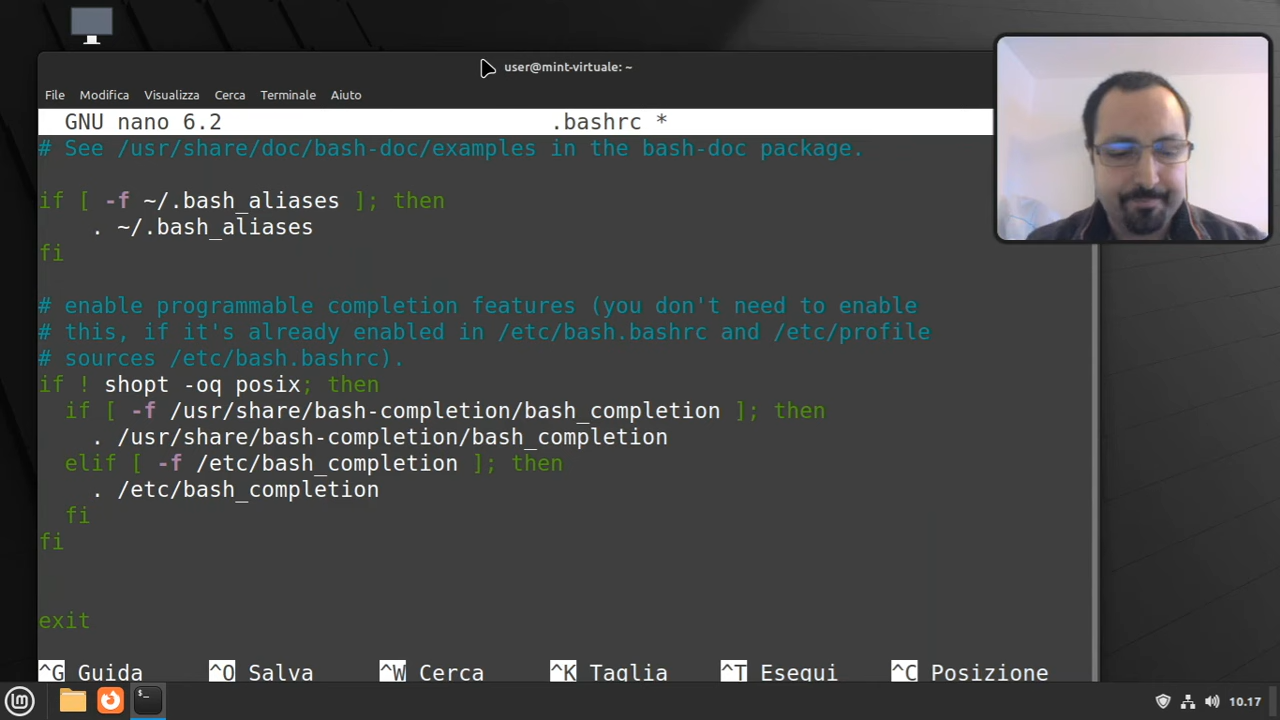 user@mint-virtuale: ~
File Modifica Visualizza Cerca Terminale Aiuto
GNU nano 6.2 .bashrc *
# See /usr/share/doc/bash-doc/examples in the bash-doc package.
if [ -f ~/.bash_aliases ]; then
. ~/.bash_aliases
fi
# enable programmable completion features (you don't need to enable
# this, if it's already enabled in /etc/bash.bashrc and /etc/profile
# sources /etc/bash.bashrc).
if ! shopt -oq posix; then
if [ -f /usr/share/bash-completion/bash_completion ]; then
. /usr/share/bash-completion/bash_completion
elif [ -f /etc/bash_completion ]; then
. /etc/bash_completion
fi
fi
exit
^G Guida ^O Salva ^W Cerca ^K Taglia ^T Esegui ^C Posizione
10.17